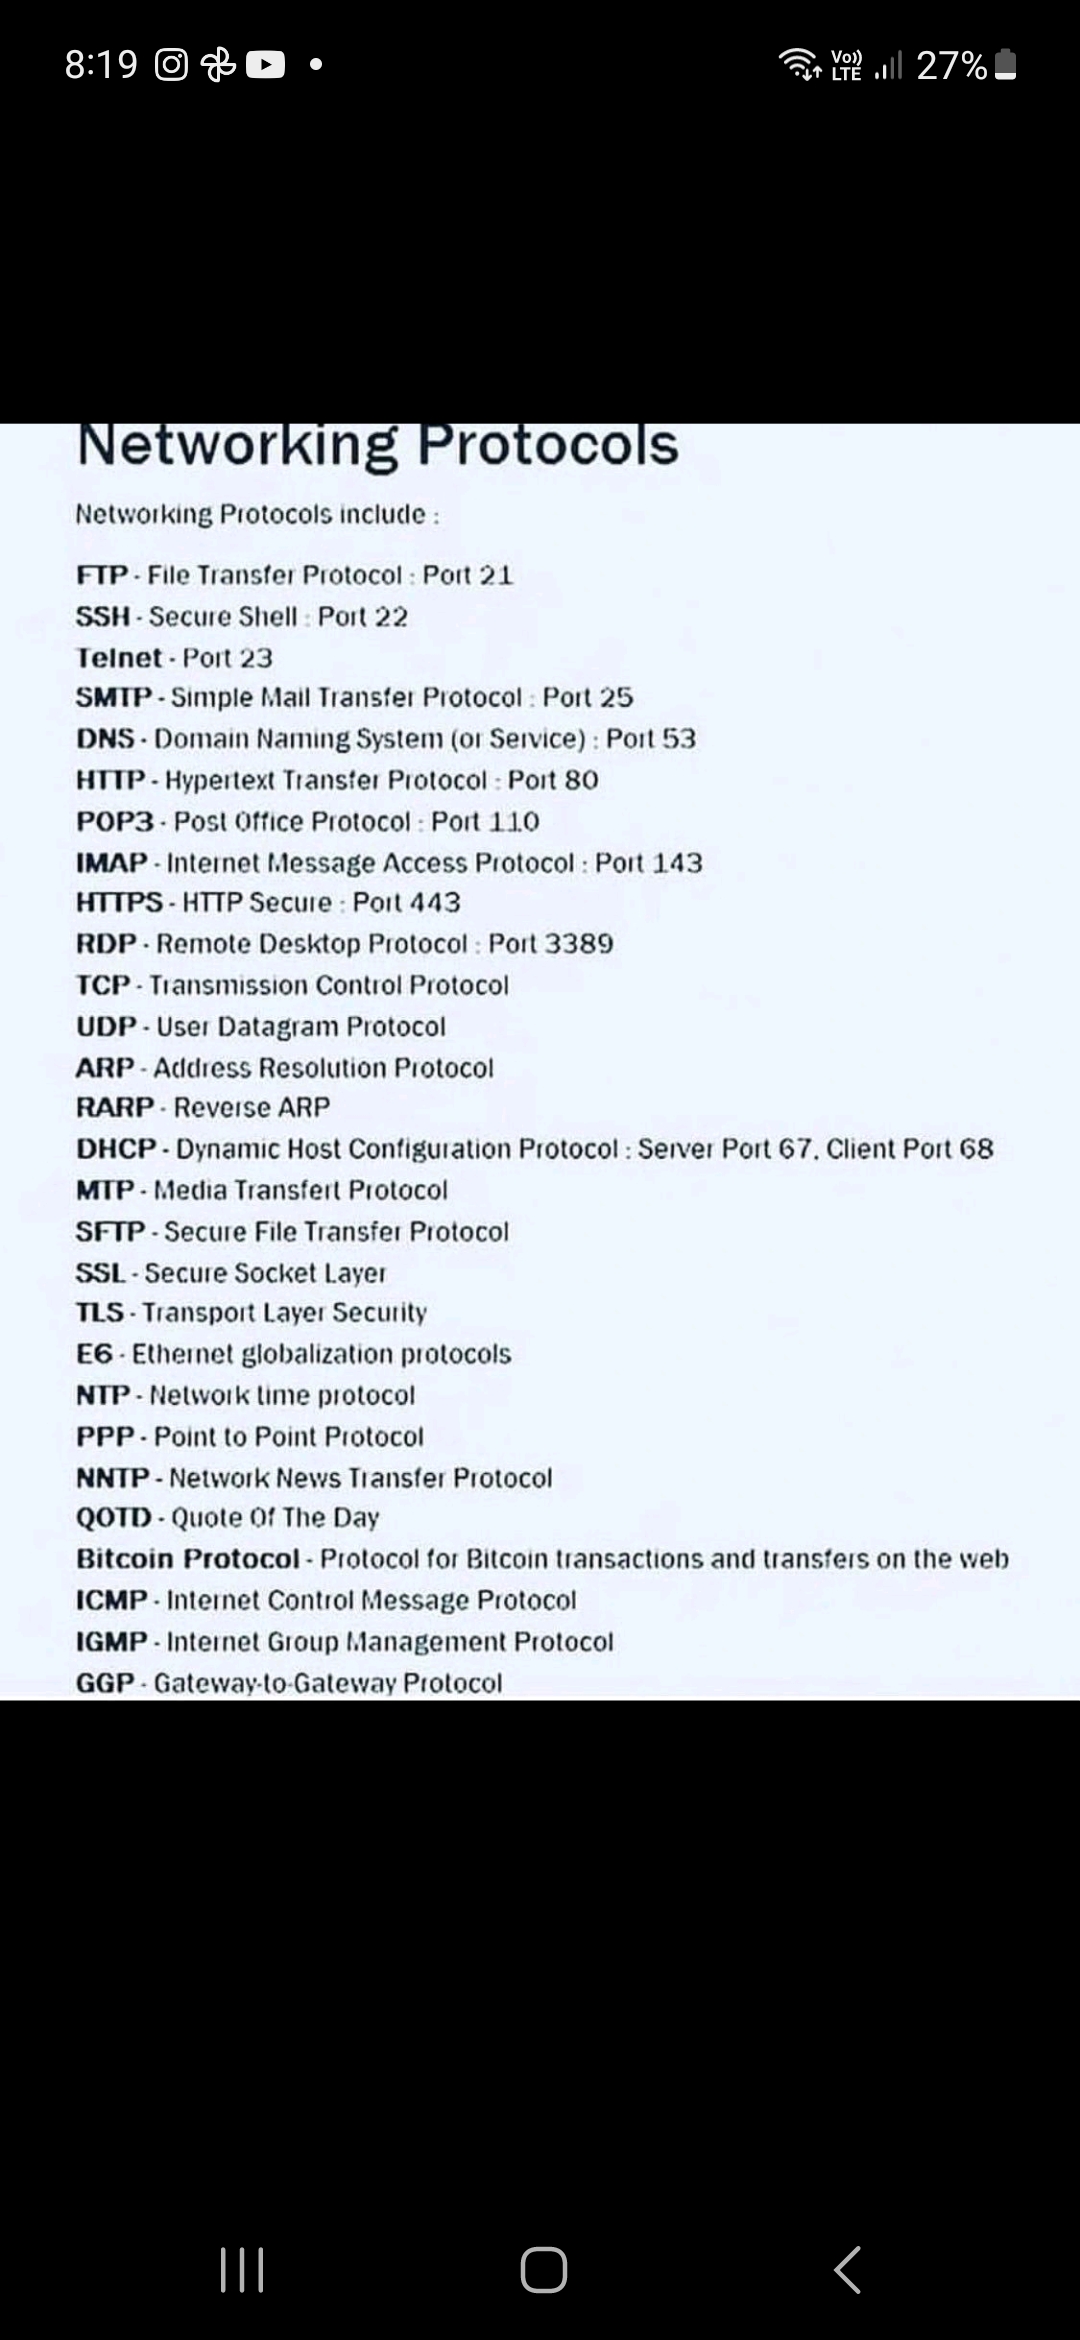 8:19
Vo)) LTE
27%
Networking Protocols
Networking Protocols include :
FTP - File Transfer Protocol : Port 21
SSH - Secure Shell : Port 22
Telnet - Port 23
SMTP - Simple Mail Transfer Protocol : Port 25
DNS - Domain Naming System (or Service) : Port 53
HTTP - Hypertext Transfer Protocol : Port 80
POP3 - Post Office Protocol : Port 110
IMAP - Internet Message Access Protocol : Port 143
HTTPS - HTTP Secure : Port 443
RDP - Remote Desktop Protocol : Port 3389
TCP - Transmission Control Protocol
UDP - User Datagram Protocol
ARP - Address Resolution Protocol
RARP - Reverse ARP
DHCP - Dynamic Host Configuration Protocol : Server Port 67, Client Port 68
MTP - Media Transfert Protocol
SFTP - Secure File Transfer Protocol
SSL - Secure Socket Layer
TLS - Transport Layer Security
E6 - Ethernet globalization protocols
NTP - Network time protocol
PPP - Point to Point Protocol
NNTP - Network News Transfer Protocol
QOTD - Quote Of The Day
Bitcoin Protocol - Protocol for Bitcoin transactions and transfers on the web
ICMP - Internet Control Message Protocol
IGMP - Internet Group Management Protocol
GGP - Gateway-to-Gateway Protocol